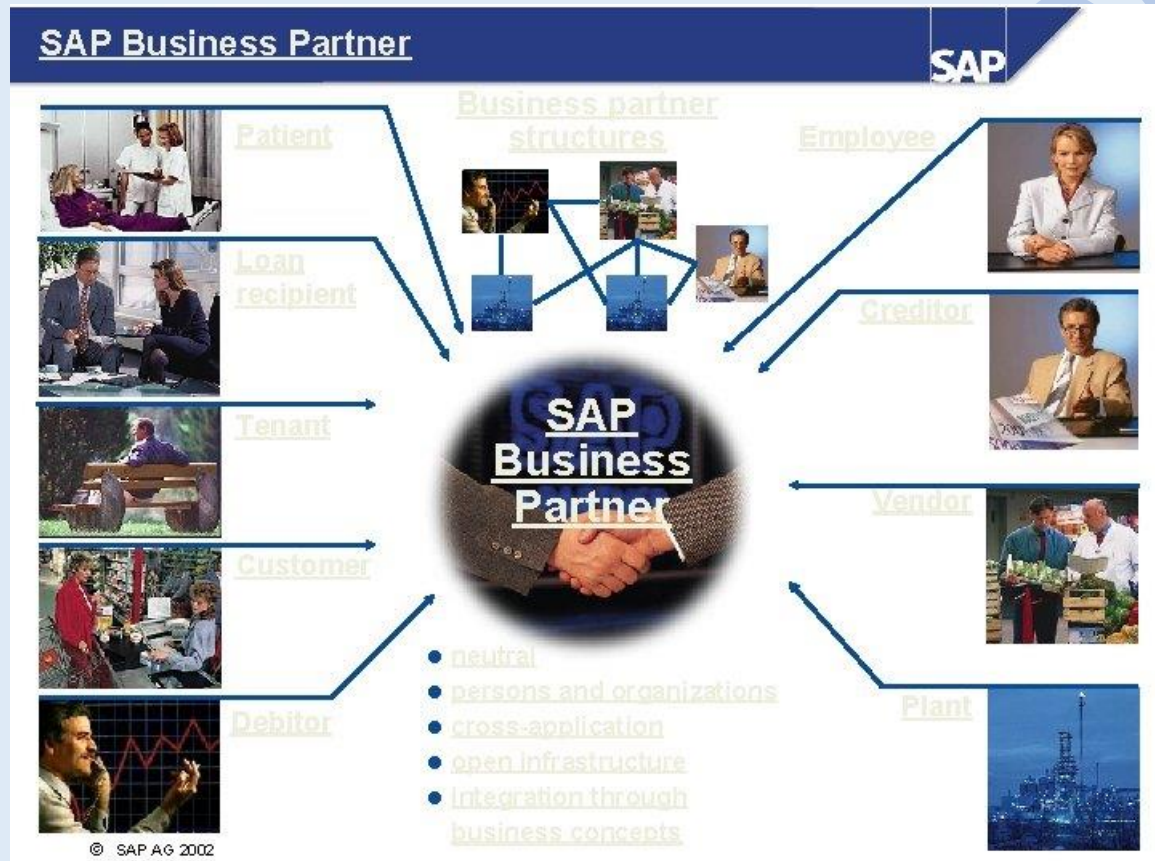 SAP Business Partner
SAP
Patient
Business partner
structures
Employee
Loan
recipient
Creditor
SAP
Business
Partner
Tenant
Vendor
Customer
neutral
persons and organizations
cross-application
open infrastructure
integration through
business concepts
Debitor
Plant
© SAP AG 2002